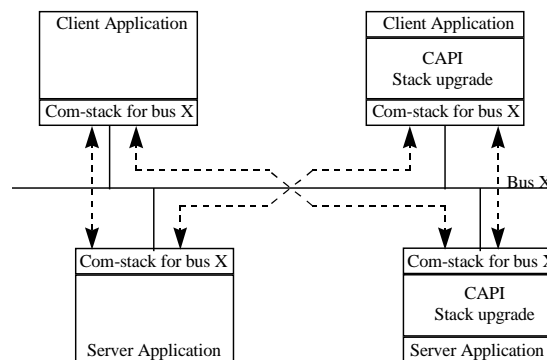 Client Application
Com-stack for bus X
Client Application
CAPI
Stack upgrade
Com-stack for bus X
Bus X
Com-stack for bus X
Server Application
Com-stack for bus X
CAPI
Stack upgrade
Server Application